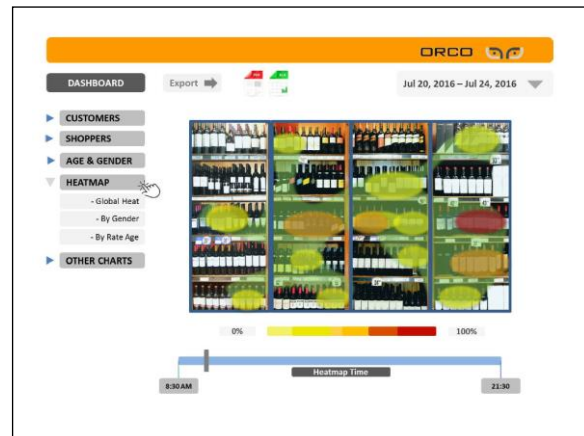 ORCO
DASHBOARD
Export
Jul 20, 2016 – Jul 24, 2016
CUSTOMERS
SHOPPERS
AGE & GENDER
HEATMAP
- Global Heat
- By Gender
- By Rate Age
OTHER CHARTS
0%
100%
Heatmap Time
8:30AM
21:30